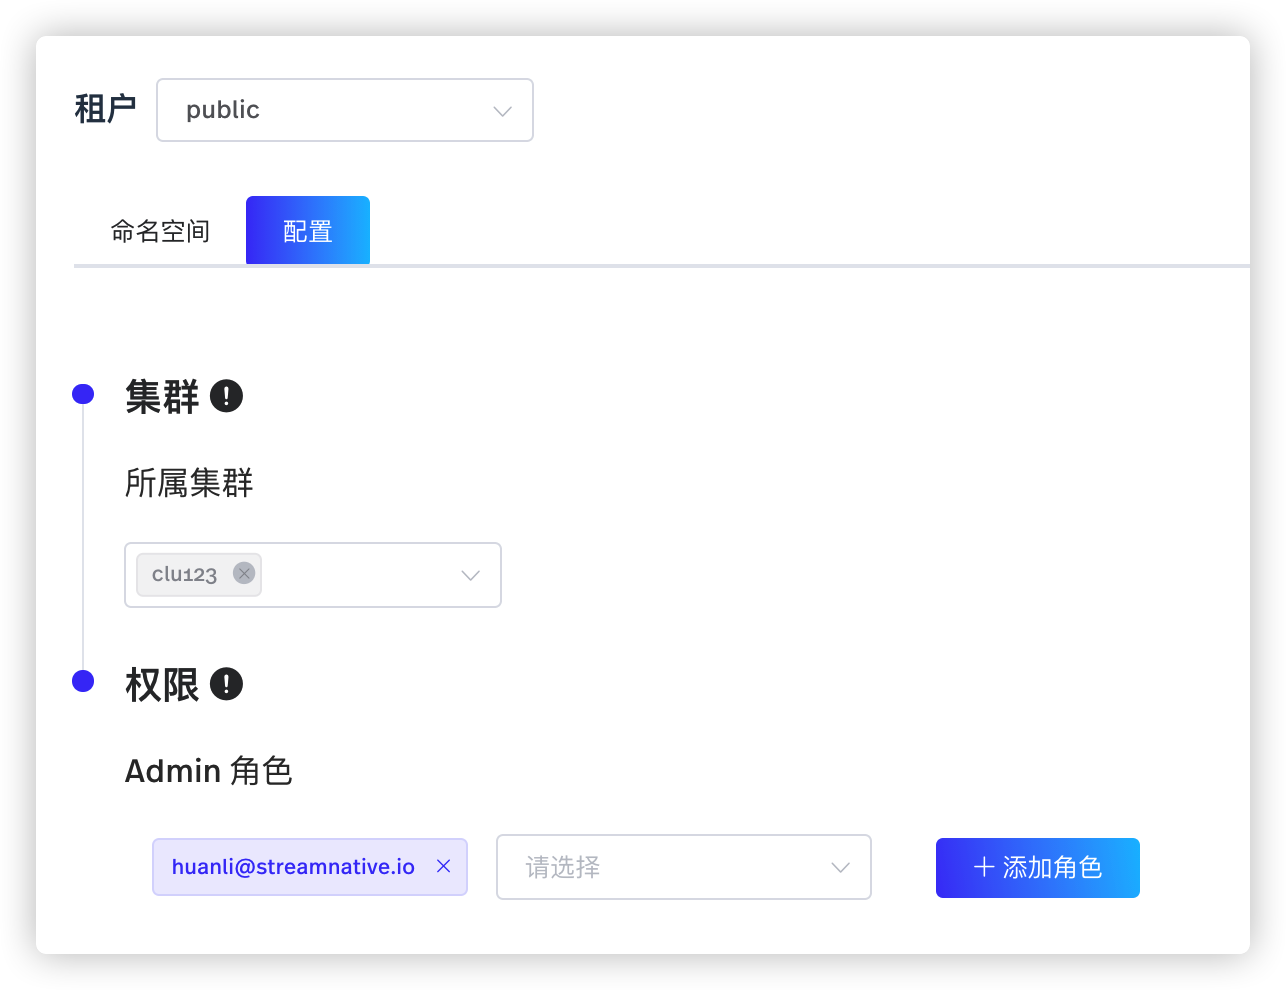 租户 public
命名空间 配置
集群
所属集群
clu123
权限
Admin 角色
huanli@streamnative.io 请选择 添加角色